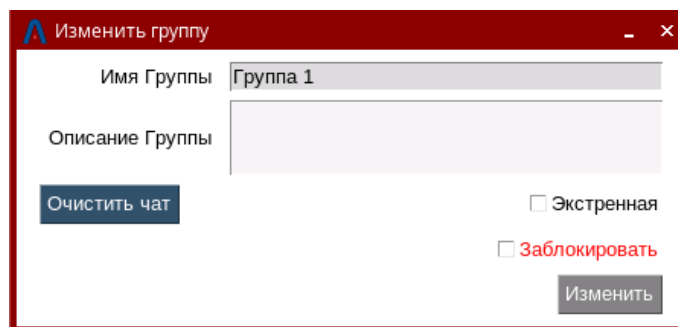 Изменить группу
Имя Группы Группа 1
Описание Группы
Очистить чат Экстренная
Заблокировать
Изменить